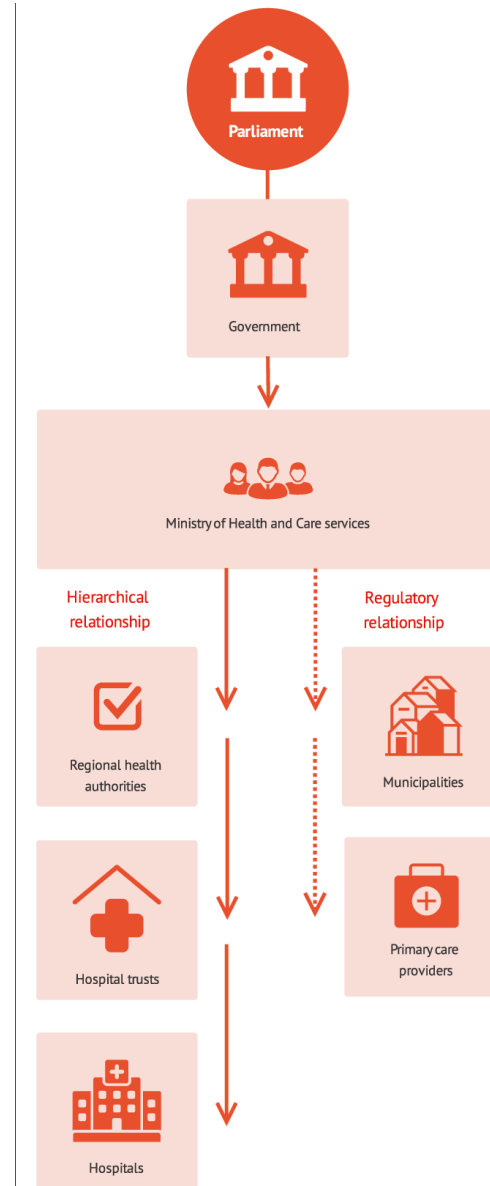 Parliament
Government
Ministry of Health and Care services
Hierarchical
relationship
Regulatory
relationship
Regional health
authorities
Municipalities
Hospital trusts
Primary care
providers
Hospitals